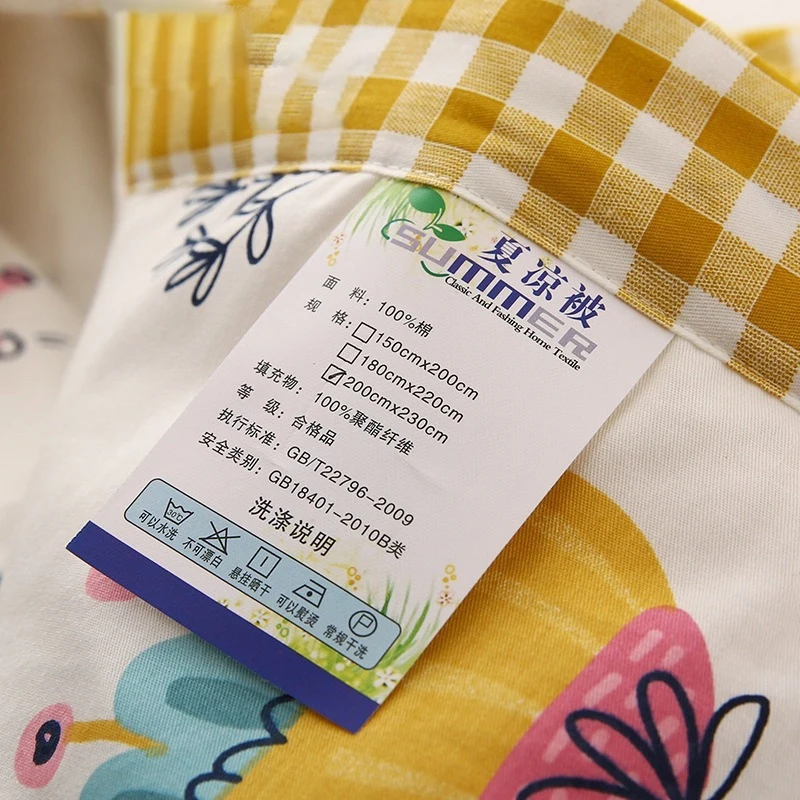 夏凉被
SUMMER
Classic And Fashing Home Textile
面 料：100%棉
规 格：□150cmx200cm
□180cmx220cm
☑200cmx230cm
填充物：100%聚酯纤维
等 级：合格品
执行标准：GB/T22796-2009
安全类别：GB18401-2010B类
洗涤说明
30℃
P
可以水洗 不可漂白 悬挂晒干 可以熨烫 常规干洗